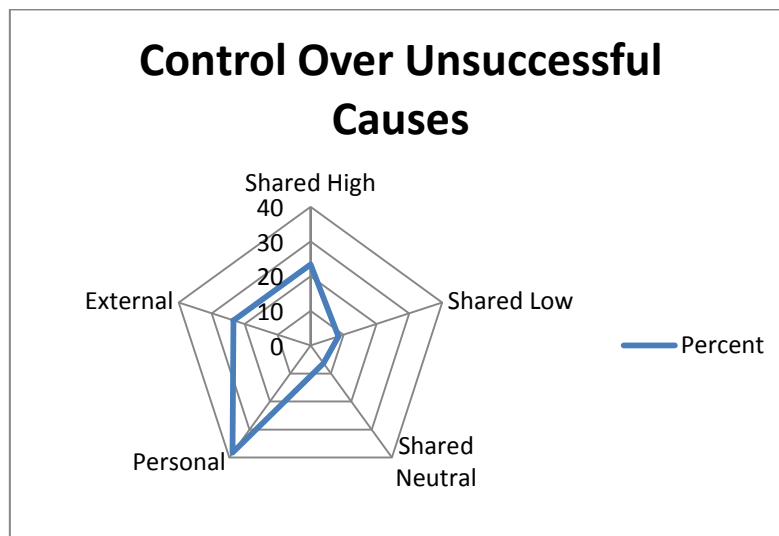 Control Over Unsuccessful
Causes
Shared High
40
30
20
10
0
External
Shared Low
Percent
Personal
Shared
Neutral